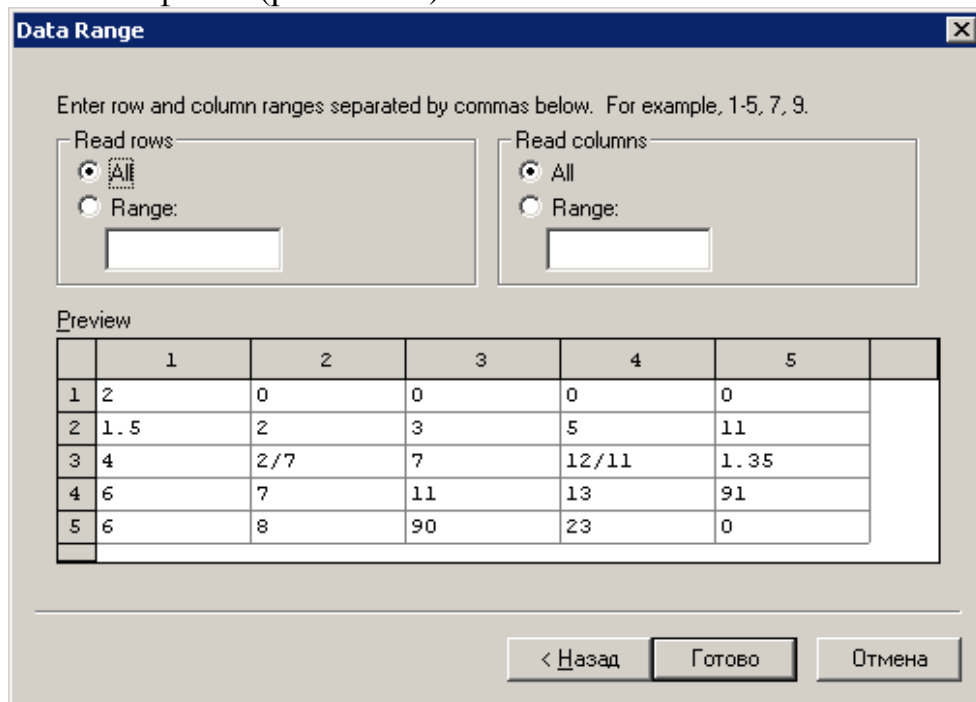 Data Range
Enter row and column ranges separated by commas below. For example, 1-5, 7, 9.
Read rows
All
Range:
Read columns
All
Range:
Preview
1 2 3 4 5
1 2 0 0 0 0
2 1.5 2 3 5 11
3 4 2/7 7 12/11 1.35
4 6 7 11 13 91
5 6 8 90 23 0
< Назад Готово Отмена